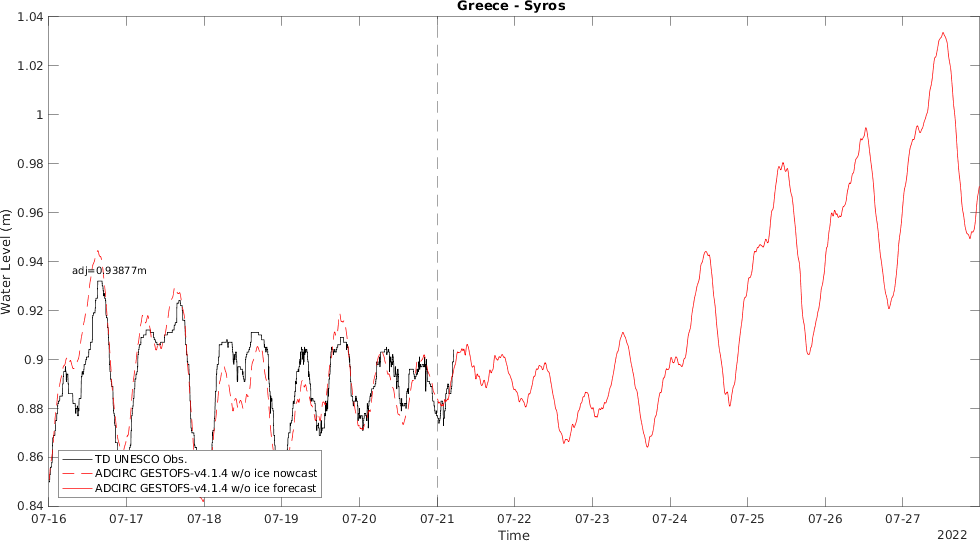 Greece - Syros
1.04
1.02
1
0.98
0.96
0.94
0.92
0.9
0.88
0.86
0.84
Water Level (m)
adj=0.93877m
TD UNESCO Obs.
ADCIRC GESTOFS-v4.1.4 w/o ice nowcast
ADCIRC GESTOFS-v4.1.4 w/o ice forecast
07-16 07-17 07-18 07-19 07-20 07-21 07-22 07-23 07-24 07-25 07-26 07-27
Time
2022